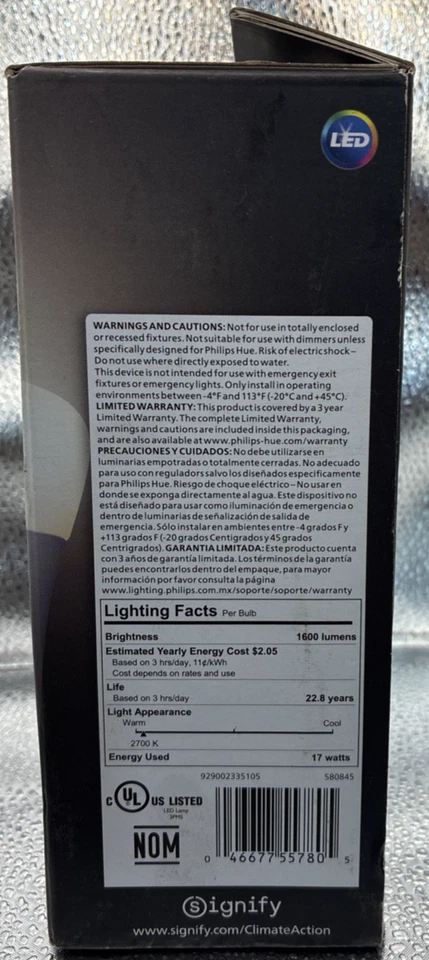 LED
WARNINGS AND CAUTIONS: Not for use in totally enclosed
or recessed fixtures. Not suitable for use with dimmers unless
specifically designed for Philips Hue. Risk of electric shock –
Do not use where directly exposed to water.
This device is not intended for use with emergency exit
fixtures or emergency lights. Only install in operating
environments between -4°F and 113°F (-20°C and +45°C).
LIMITED WARRANTY: This product is covered by a 3 year
Limited Warranty. The complete Limited Warranty,
warnings and cautions are included inside this packaging,
and are also available at www.philips-hue.com/warranty
PRECAUCIONES Y CUIDADOS: No debe utilizarse en
luminarias empotradas o totalmente cerradas. No adecuado
para uso con reguladors salvo los diseñados especificamente
para Philips Hue. Riesgo de choque eléctrico – No usar en
donde se exponga directamente al agua. Este dispositivo no
está diseñado para usar como iluminación de emergencia o
dentro de luminarias de señalización de salida de
emergencia. Sólo instalar en ambientes entre -4 grados F y
+113 grados F (-20 grados Centigrados y 45 grados
Centrigrados). GARANTIA LIMITADA: Este producto cuenta
con 3 años de garantía limitada. Los términos de la garantía
puedes encontrarlos dentro del empaque, para mayor
información por favor consulta la página
www.lighting.philips.com.mx/soporte/soporte/warranty
Lighting Facts Per Bulb
Brightness 1600 lumens
Estimated Yearly Energy Cost $2.05
Based on 3 hrs/day, 11¢/kWh
Cost depends on rates and use
Life
Based on 3 hrs/day 22.8 years
Light Appearance
Warm Cool
2700 K
Energy Used 17 watts
929002335105 580845
C UL US LISTED
LED Lamp
3PMS
NOM
0 46677 55780 5
Signify
www.signify.com/ClimateAction